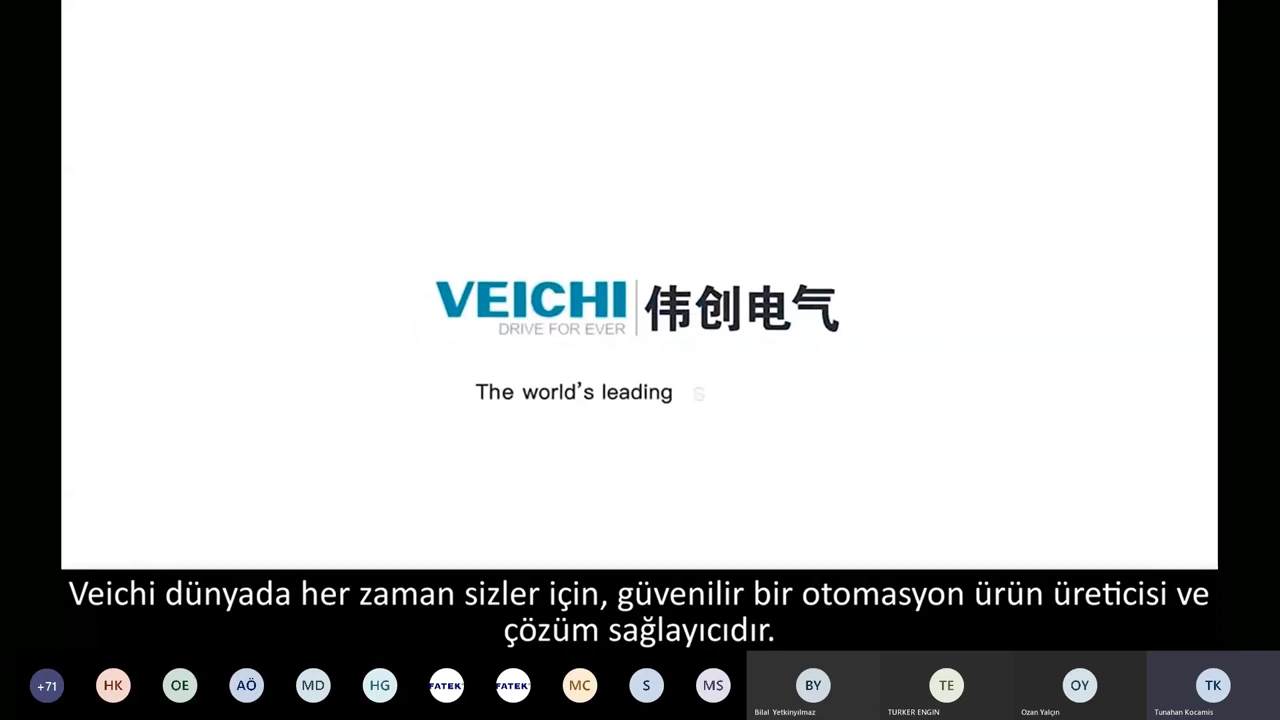 VEICHI
DRIVE FOR EVER
伟创电气
The world's leading
Veichi dünyada her zaman sizler için, güvenilir bir otomasyon ürün üreticisi ve
çözüm sağlayıcıdır.
+71 HK OE AÖ MD HG FATEK FATEK MC S MS BY TE OY TK
Bilal Yetkinyılmaz TURKER ENGIN Ozan Yalçın Tunahan Kocamis